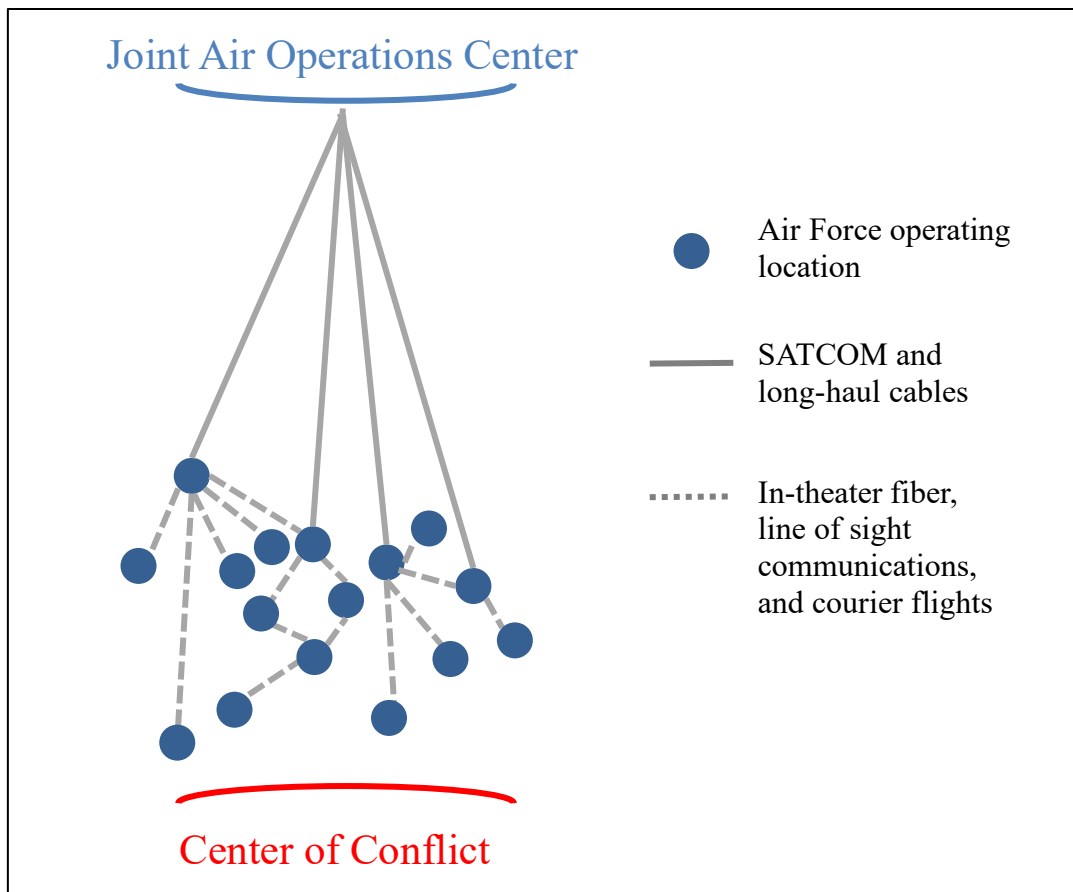 Joint Air Operations Center
Air Force operating
location
SATCOM and
long-haul cables
In-theater fiber,
line of sight
communications,
and courier flights
Center of Conflict